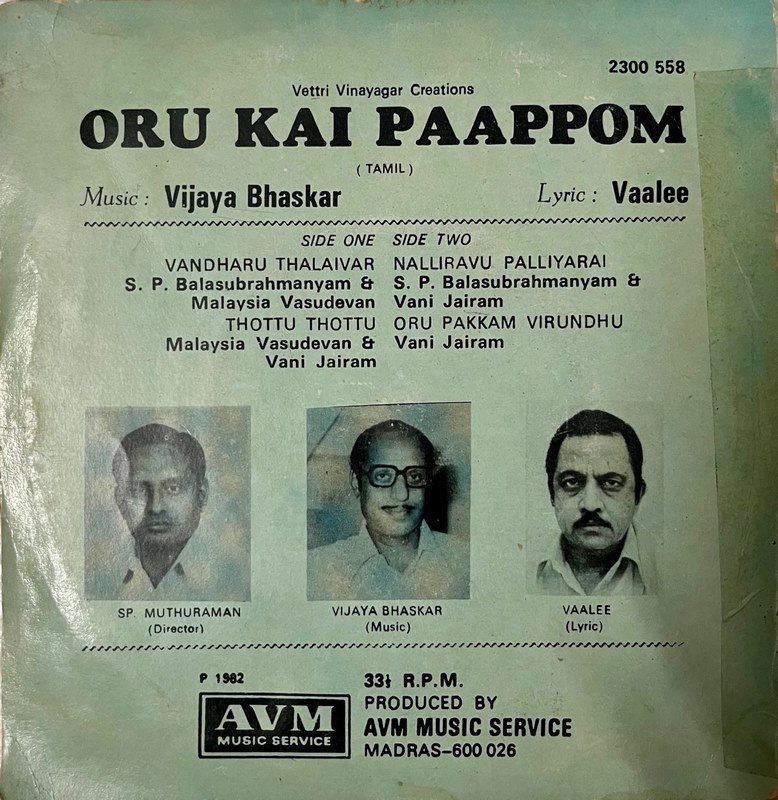 2300 558
Vettri Vinayagar Creations
ORU KAI PAAPPOM
(TAMIL)
Music: Vijaya Bhaskar
Lyric: Vaalee
SIDE ONE
VANDHARU THALAIVAR
S. P. Balasubrahmanyam &
Malaysia Vasudevan
THOTTU THOTTU
Malaysia Vasudevan &
Vani Jairam
SIDE TWO
NALLIRAVU PALLIYARAI
S. P. Balasubrahmanyam &
Vani Jairam
ORU PAKKAM VIRUNDHU
Vani Jairam
SP. MUTHURAMAN
(Director)
VIJAYA BHASKAR
(Music)
VAALEE
(Lyric)
P 1982
AVM
MUSIC SERVICE
33⅓ R.P.M.
PRODUCED BY
AVM MUSIC SERVICE
MADRAS-600 026